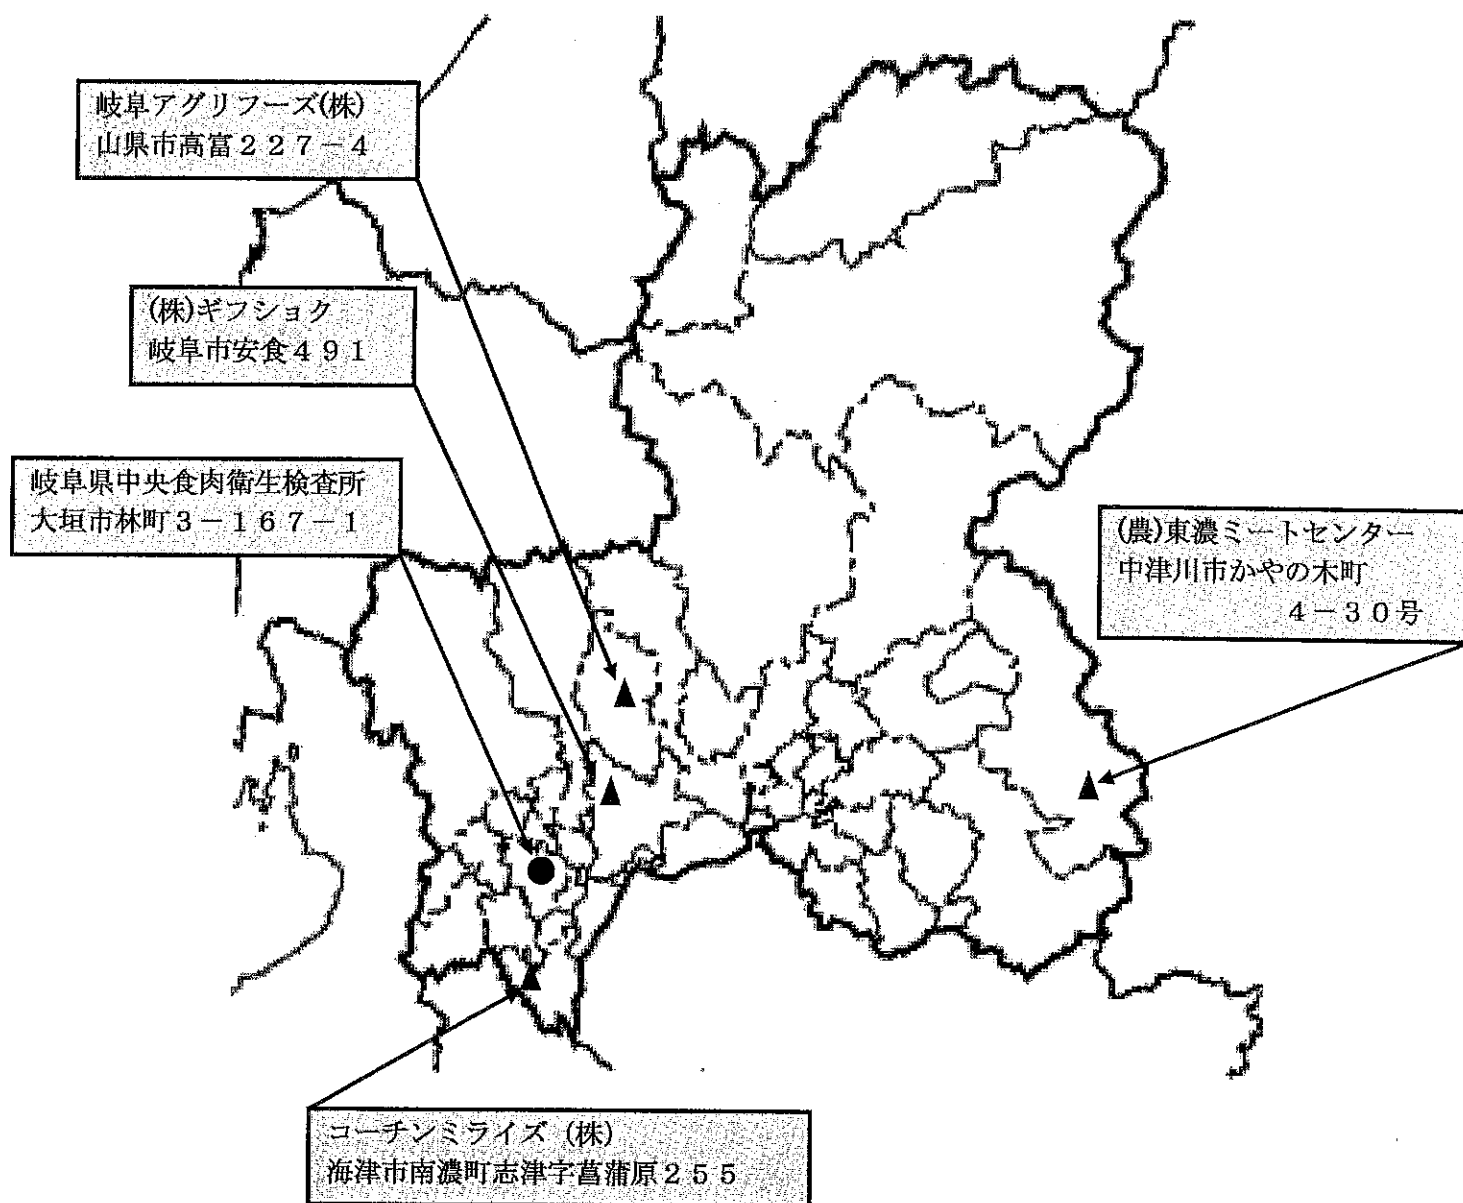 岐阜アグリフーズ(株)
山県市高富２２７－４
(株)ギフショク
岐阜市安食４９１
岐阜県中央食肉衛生検査所
大垣市林町３－１６７－１
(農)東濃ミートセンター
中津川市かやの木町
４－３０号
コーチンミライズ（株）
海津市南濃町志津字菖蒲原２５５